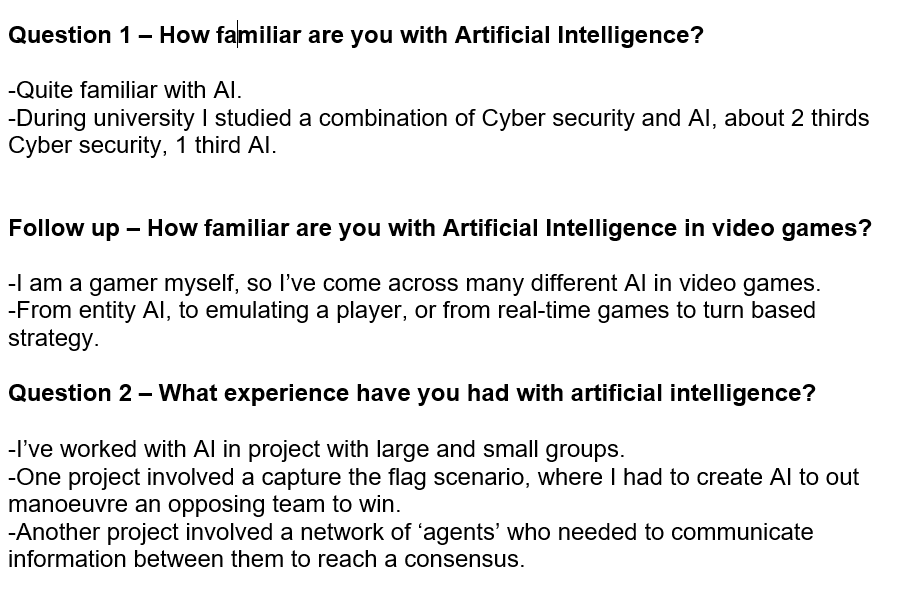 Question 1 – How familiar are you with Artificial Intelligence?
-Quite familiar with AI.
-During university I studied a combination of Cyber security and AI, about 2 thirds
Cyber security, 1 third AI.
Follow up – How familiar are you with Artificial Intelligence in video games?
-I am a gamer myself, so I’ve come across many different AI in video games.
-From entity AI, to emulating a player, or from real-time games to turn based
strategy.
Question 2 – What experience have you had with artificial intelligence?
-I’ve worked with AI in project with large and small groups.
-One project involved a capture the flag scenario, where I had to create AI to out
manoeuvre an opposing team to win.
-Another project involved a network of ‘agents’ who needed to communicate
information between them to reach a consensus.